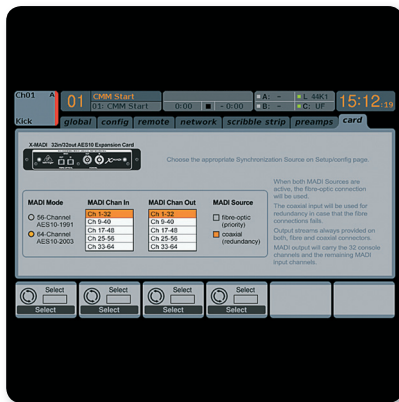 Ch01 A
Kick
01 CMM Start
01: CMM Start
0:00 - 0:00
A: - L 44K1
B: - C: UF
15:12:19
global config remote network scribble strip preamps card
X-MADI 32in/32out AES10 Expansion Card
Choose the appropriate Synchronization Source on Setup/config page.
MADI Mode
56-Channel
AES10-1991
64-Channel
AES10-2003
MADI Chan In
Ch 1-32
Ch 9-40
Ch 17-48
Ch 25-56
Ch 33-64
MADI Chan Out
Ch 1-32
Ch 9-40
Ch 17-48
Ch 25-56
Ch 33-64
MADI Source
fibre-optic
(priority)
coaxial
(redundancy)
When both MADI Sources are
active, the fibre-optic connection
will be used.
The coaxial input will be used for
redundancy in case that the fibre
connections fails.
Output streams always provided on
both, fibre and coaxial connectors.
MADI output will carry the 32 console
channels and the remaining MADI
input channels.
Select Select Select Select
Select Select Select Select